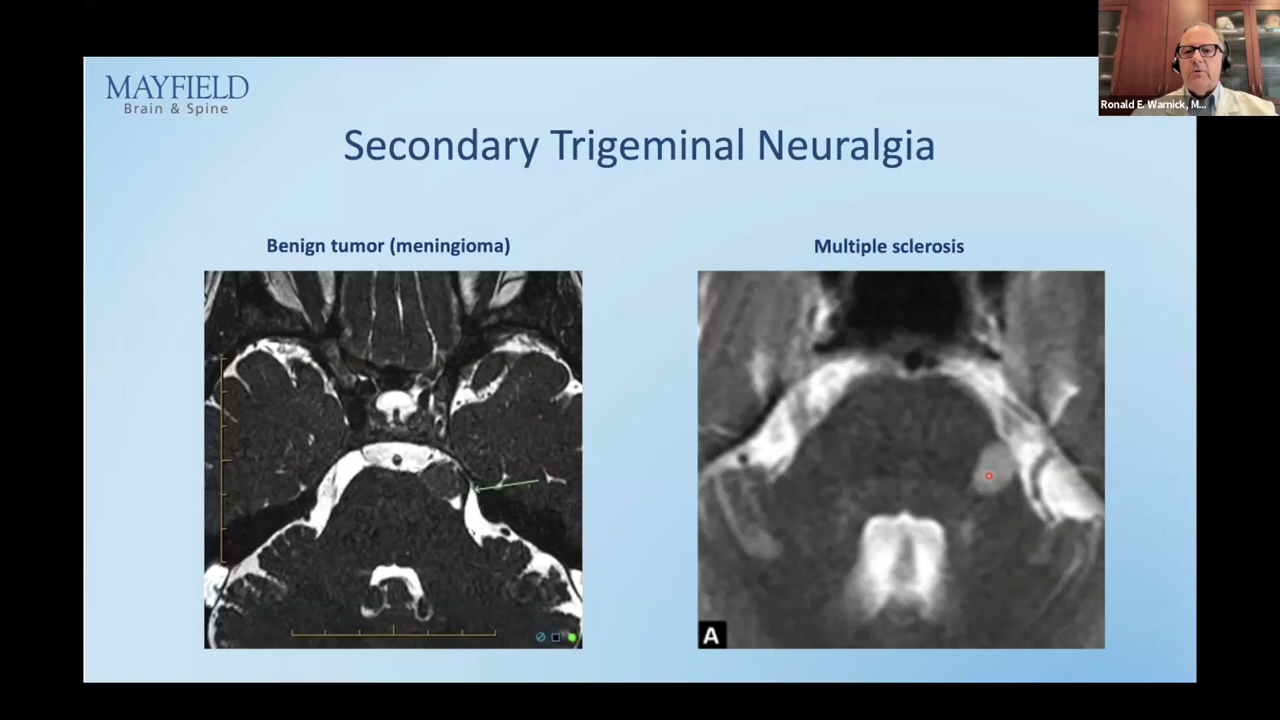 MAYFIELD
Brain & Spine
Ronald E. Warnick, M...
Secondary Trigeminal Neuralgia
Benign tumor (meningioma)
Multiple sclerosis
A